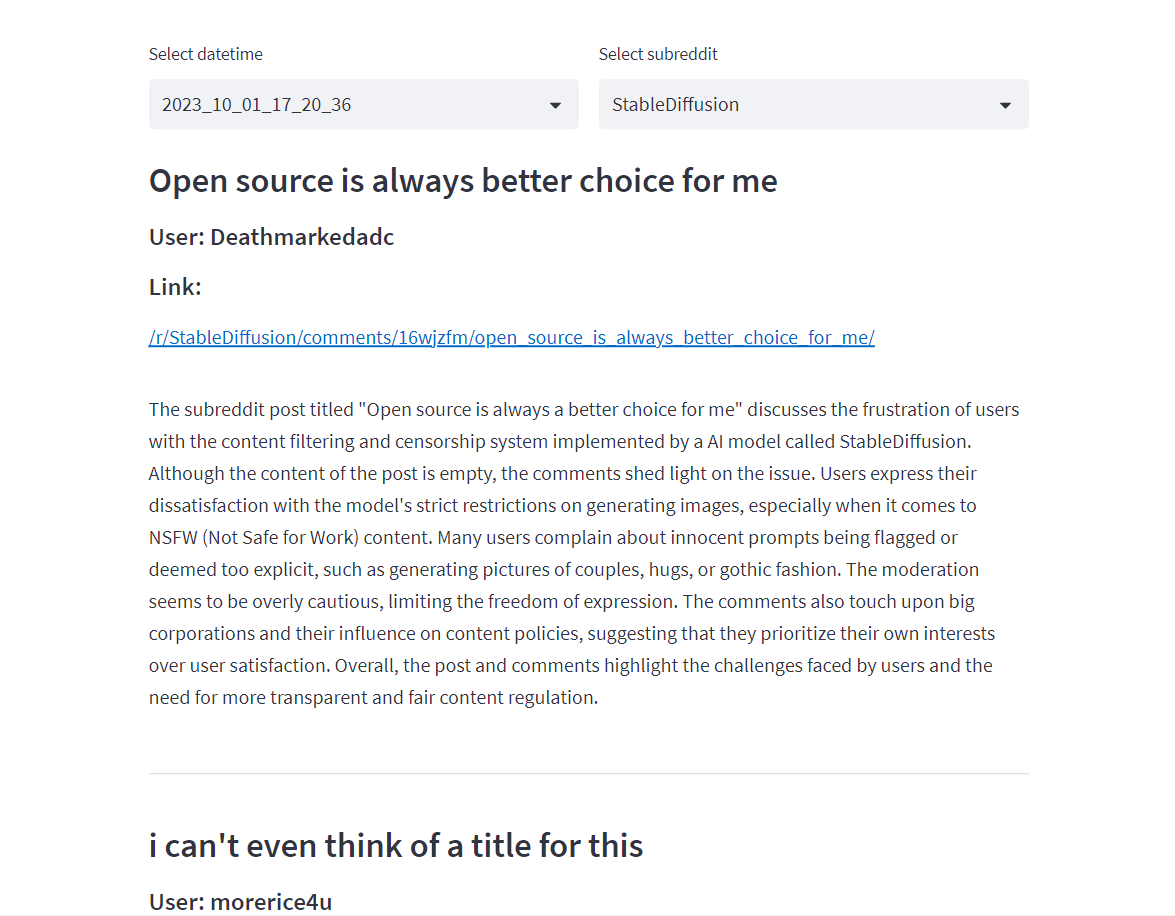 Select datetime
Select subreddit
2023_10_01_17_20_36
StableDiffusion
Open source is always better choice for me
User: Deathmarkedadc
Link:
/r/StableDiffusion/comments/16wjzfm/open_source_is_always_better_choice_for_me/
The subreddit post titled "Open source is always a better choice for me" discusses the frustration of users
with the content filtering and censorship system implemented by a AI model called StableDiffusion.
Although the content of the post is empty, the comments shed light on the issue. Users express their
dissatisfaction with the model's strict restrictions on generating images, especially when it comes to
NSFW (Not Safe for Work) content. Many users complain about innocent prompts being flagged or
deemed too explicit, such as generating pictures of couples, hugs, or gothic fashion. The moderation
seems to be overly cautious, limiting the freedom of expression. The comments also touch upon big
corporations and their influence on content policies, suggesting that they prioritize their own interests
over user satisfaction. Overall, the post and comments highlight the challenges faced by users and the
need for more transparent and fair content regulation.
i can't even think of a title for this
User: morerice4u